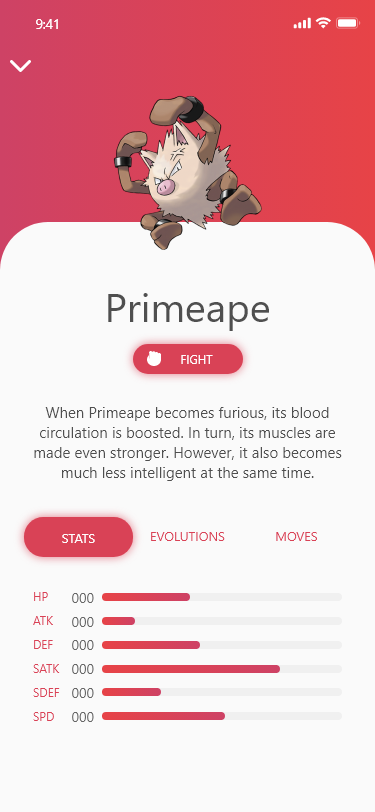 9:41
Primeape
FIGHT
When Primeape becomes furious, its blood
circulation is boosted. In turn, its muscles are
made even stronger. However, it also becomes
much less intelligent at the same time.
STATS EVOLUTIONS MOVES
HP 000
ATK 000
DEF 000
SATK 000
SDEF 000
SPD 000